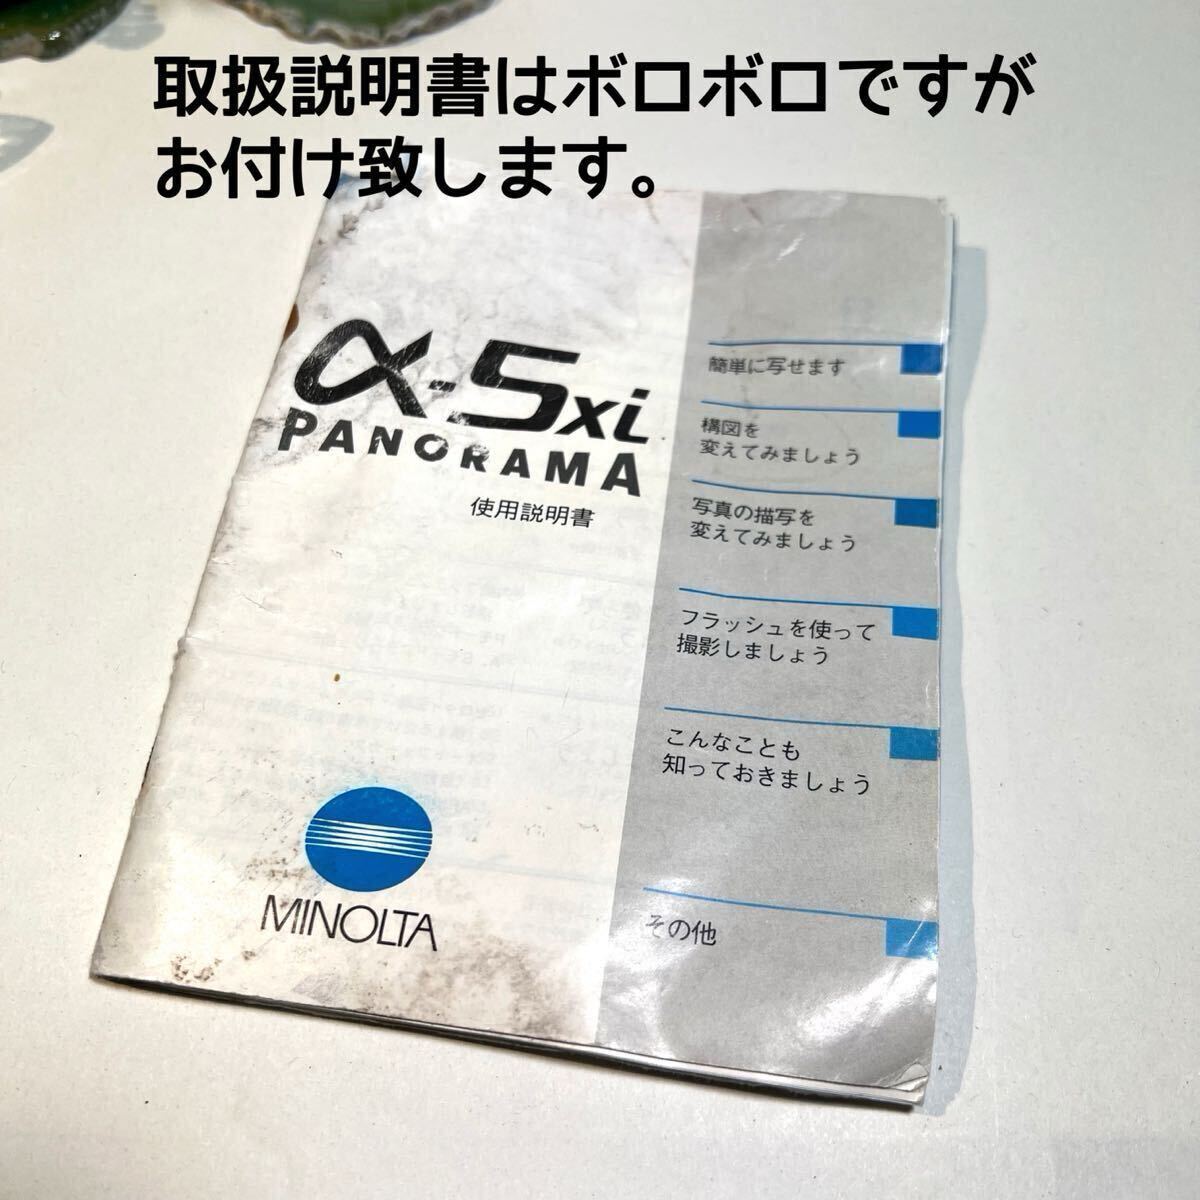 取扱説明書はボロボロですが
お付け致します。
α-5xi
PANORAMA
使用説明書
MINOLTA
簡単に写せます
構図を
変えてみましょう
写真の描写を
変えてみましょう
フラッシュを使って
撮影しましょう
こんなことも
知っておきましょう
その他